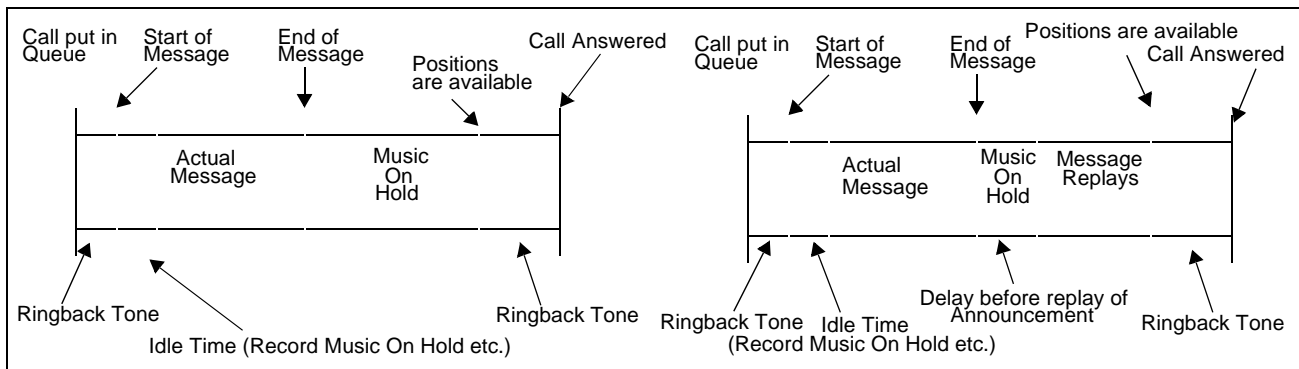 Call put in
Queue
Start of
Message
End of
Message
Positions
are available
Call Answered
Actual
Message
Music
On
Hold
Ringback Tone
Idle Time (Record Music On Hold etc.)
Ringback Tone
Call put in
Queue
Start of
Message
End of
Message
Positions are available
Call Answered
Actual
Message
Music
On
Hold
Message
Replays
Ringback Tone
Idle Time
(Record Music On Hold etc.)
Delay before replay of
Announcement
Ringback Tone